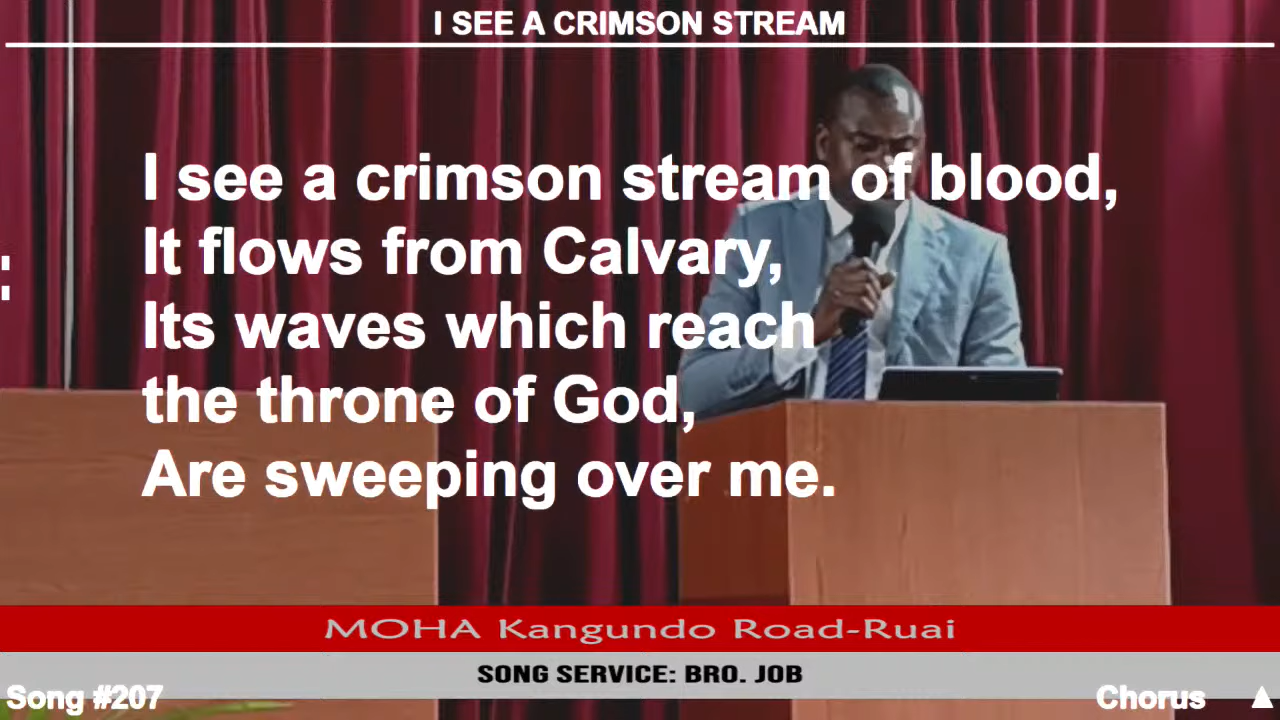 I SEE A CRIMSON STREAM
I see a crimson stream of blood,
It flows from Calvary,
Its waves which reach
the throne of God,
Are sweeping over me.
MOHA Kangundo Road-Ruai
SONG SERVICE: BRO. JOB
Song #207
Chorus ▲